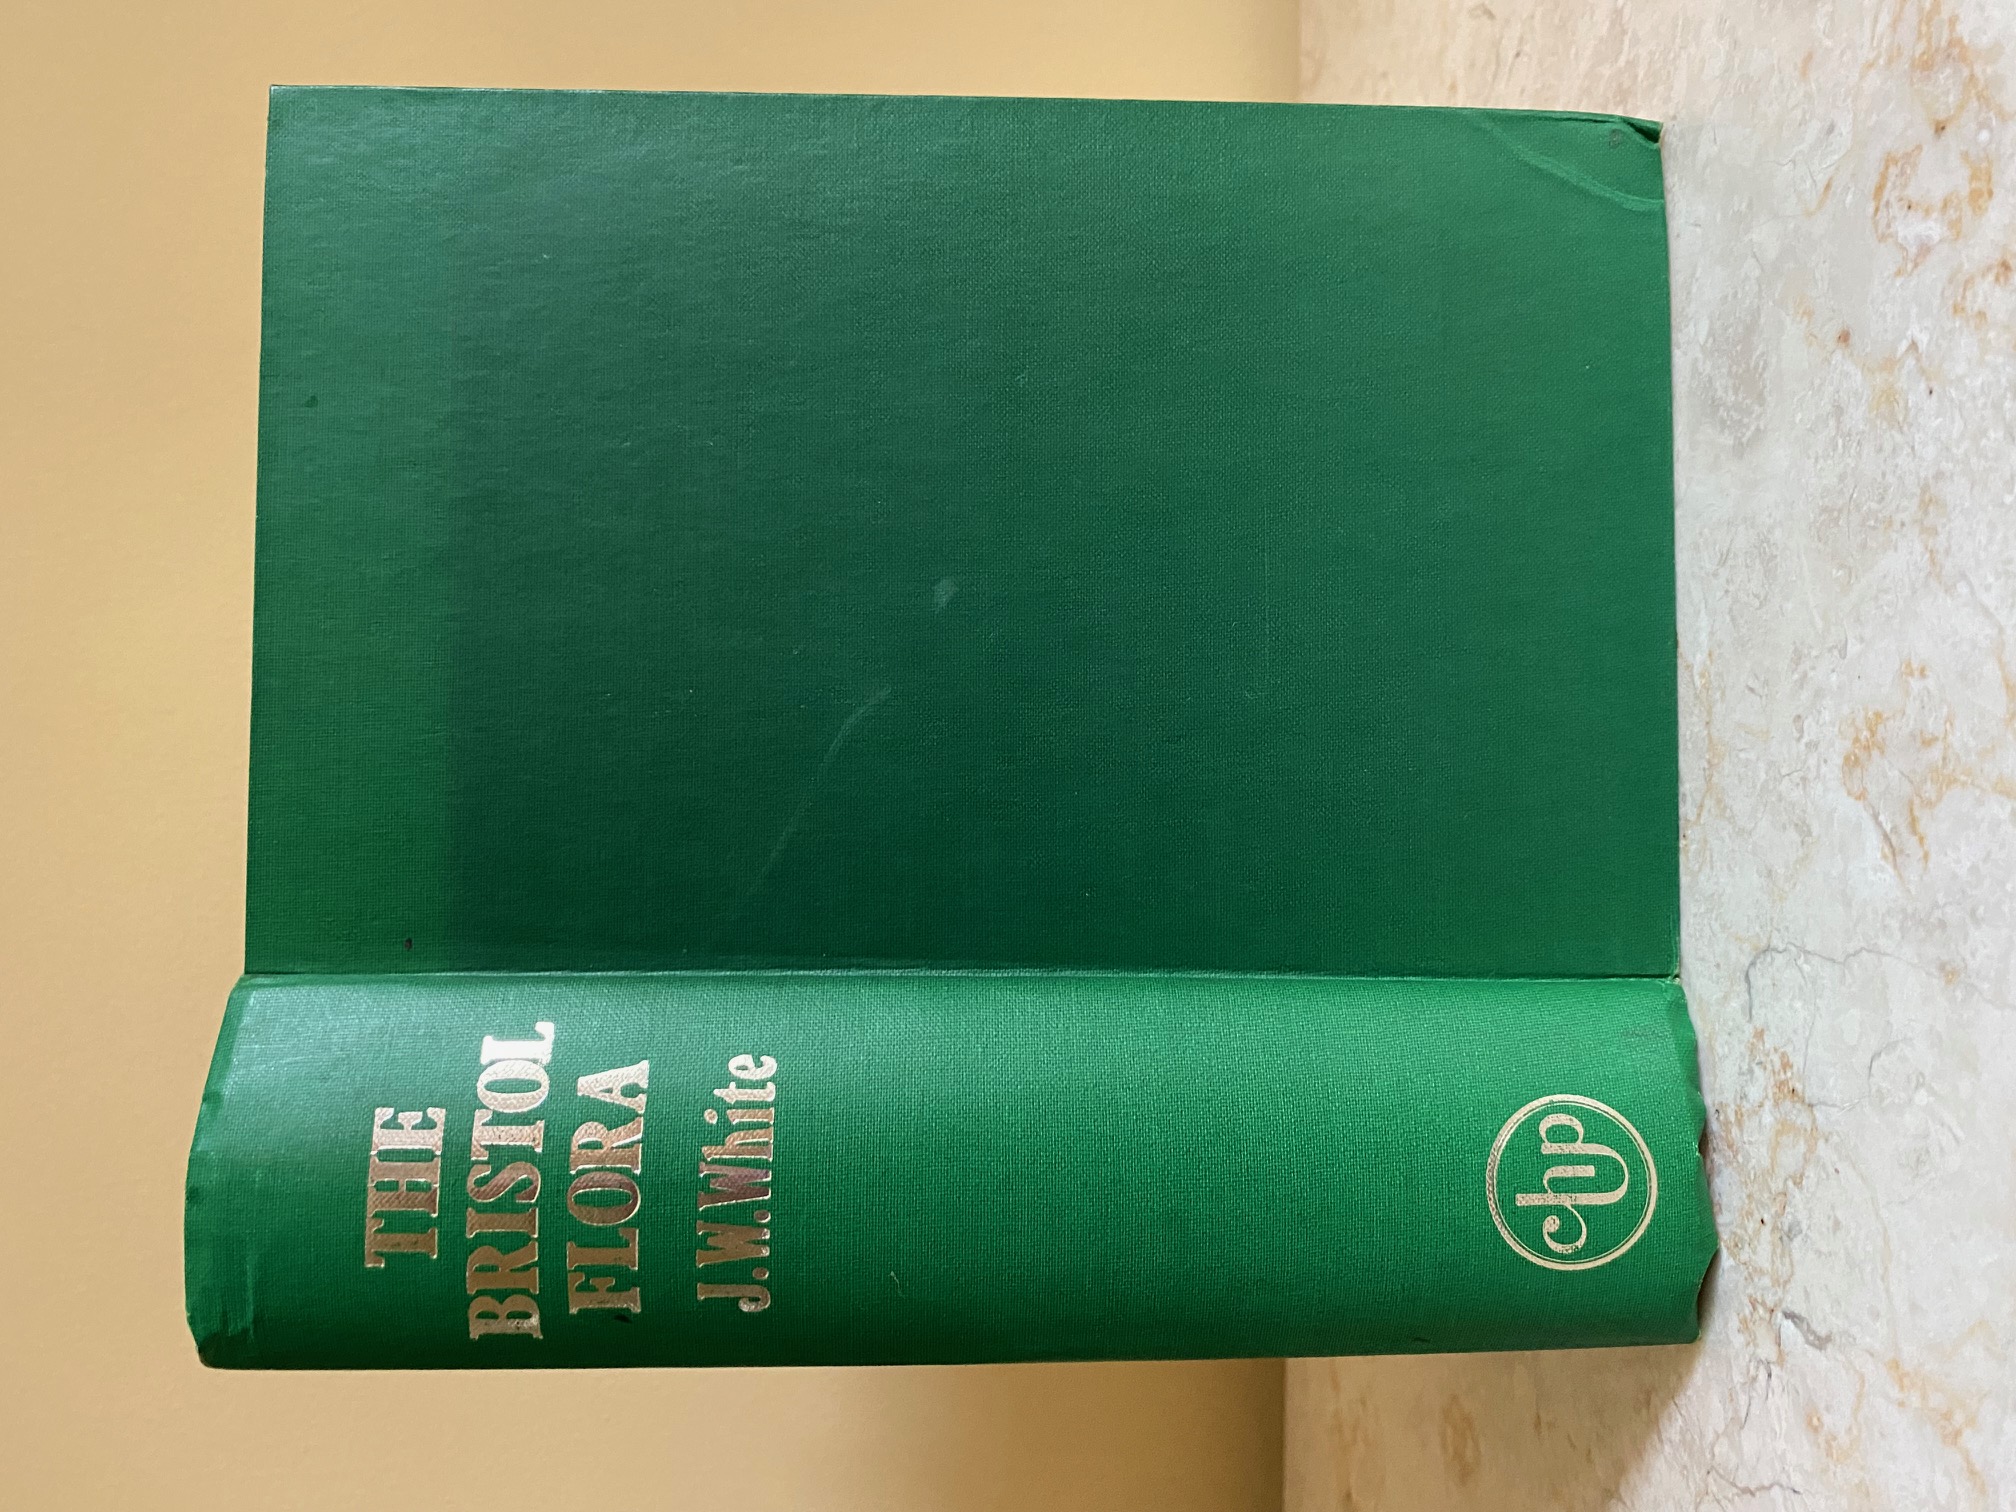 THE
BRISTOL
FLORA
J.W.White
chp